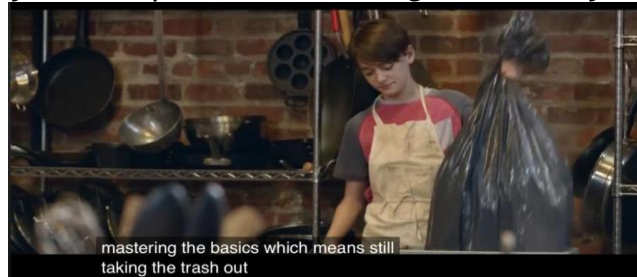 mastering the basics which means still
taking the trash out